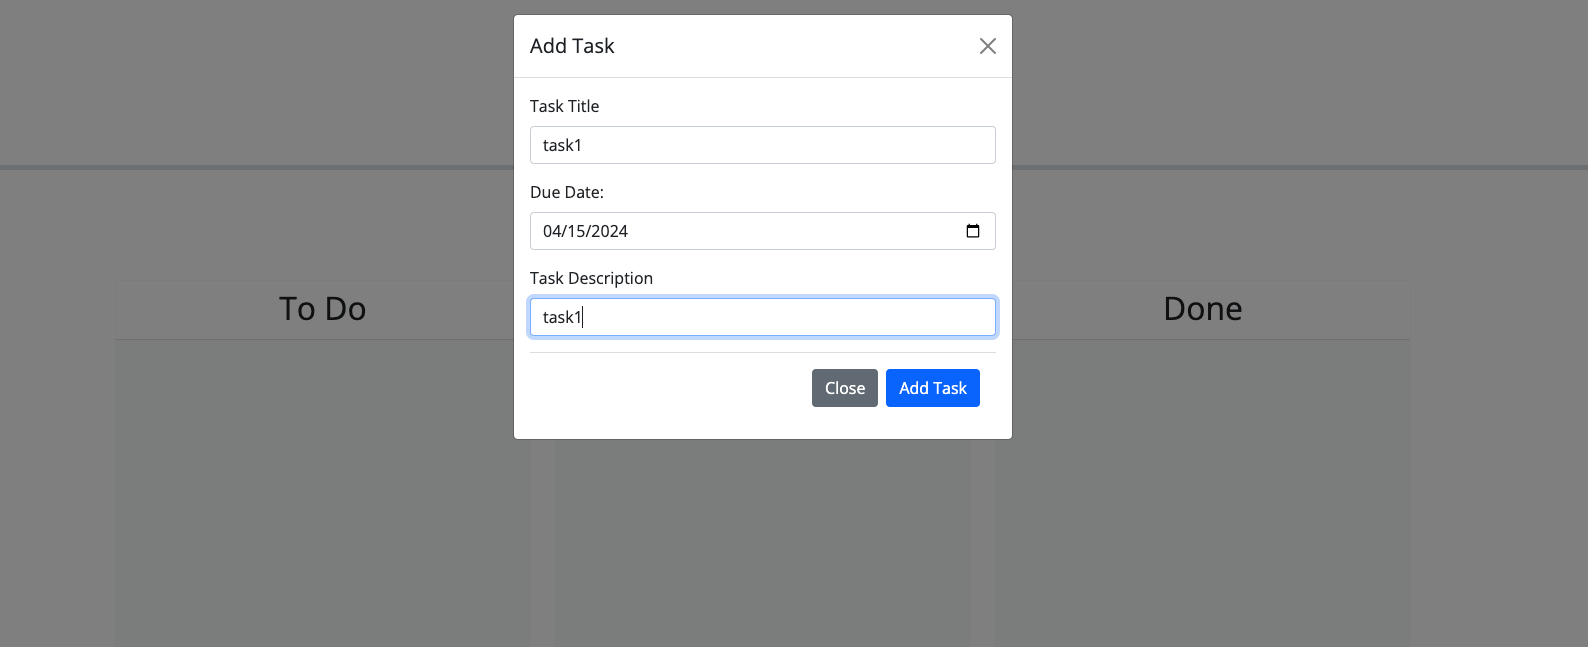 Add Task
Task Title
task1
Due Date:
04/15/2024
Task Description
task1
Close Add Task
To Do
Done